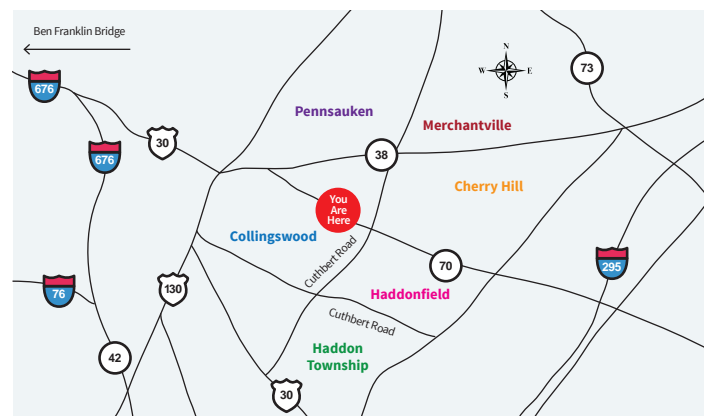 Ben Franklin Bridge
676
73
N
W E
S
Pennsauken
Merchantville
30
676
38
Cherry Hill
You
Are
Here
Collingswood
Cuthbert Road
70
295
76
130
Haddonfield
Cuthbert Road
42
Haddon
Township
30